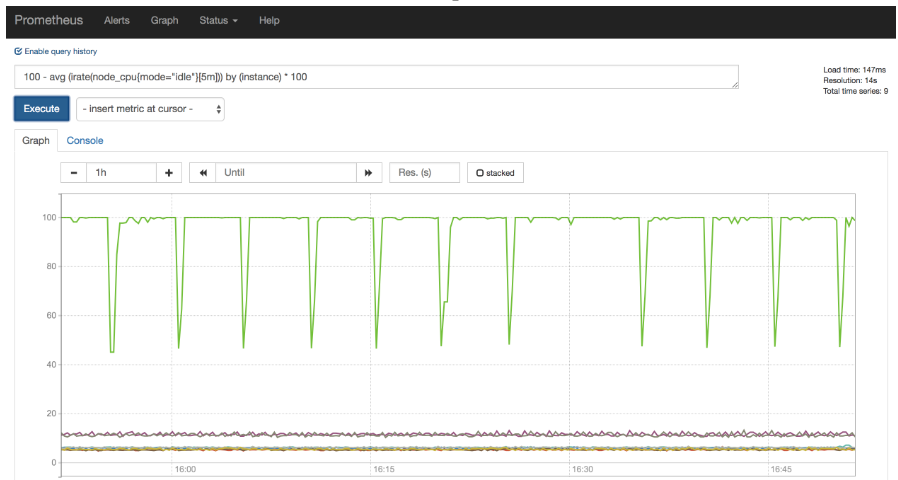 Prometheus Alerts Graph Status Help
Enable query history
100 - avg (irate(node_cpu{mode="idle"}[5m])) by (instance) * 100
Load time: 147ms
Resolution: 14s
Total time series: 9
Execute - insert metric at cursor -
Graph Console
- 1h + Until Res. (s) stacked
100
80
60
40
20
0
16:00 16:15 16:30 16:45